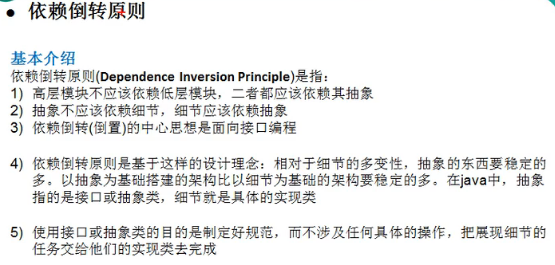 • 依赖倒转原则
基本介绍
依赖倒转原则(Dependence Inversion Principle)是指：
1) 高层模块不应该依赖低层模块，二者都应该依赖其抽象
2) 抽象不应该依赖细节，细节应该依赖抽象
3) 依赖倒转(倒置)的中心思想是面向接口编程
4) 依赖倒转原则是基于这样的设计理念：相对于细节的多变性，抽象的东西要稳定的
多。以抽象为基础搭建的架构比以细节为基础的架构要稳定的多。在java中，抽象
指的是接口或抽象类，细节就是具体的实现类
5) 使用接口或抽象类的目的是制定好规范，而不涉及任何具体的操作，把展现细节的
任务交给他们的实现类去完成